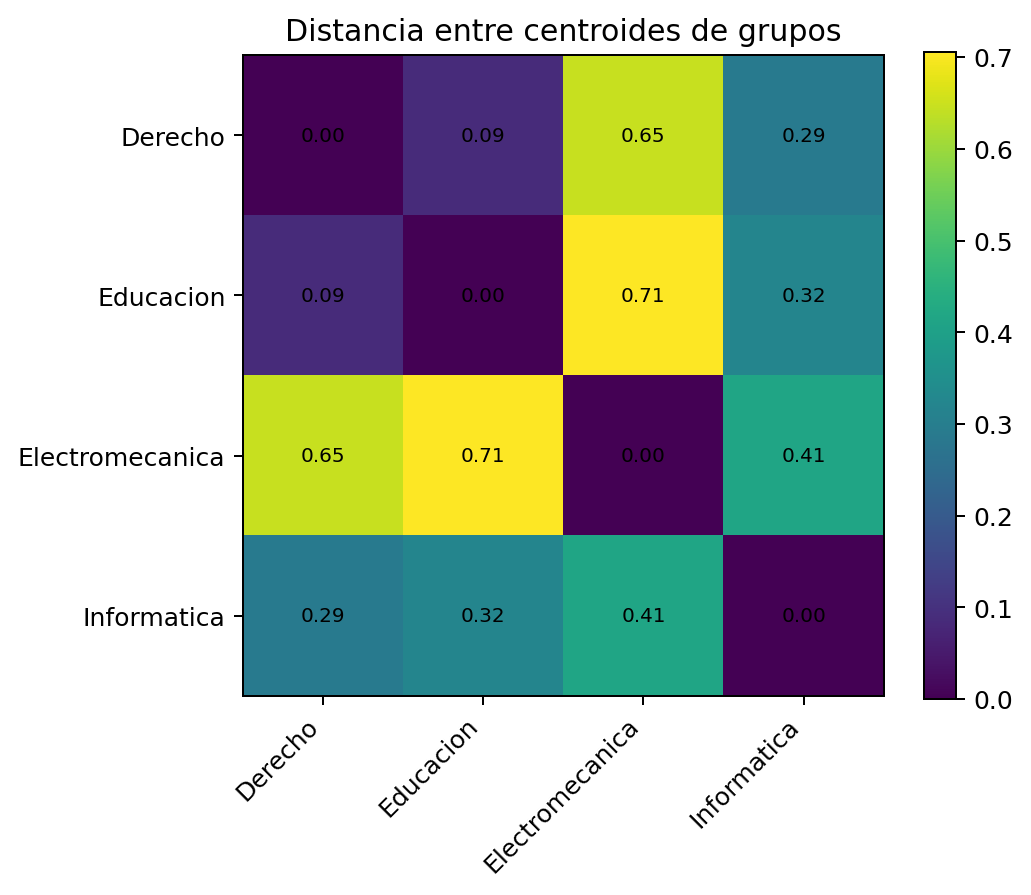 Distancia entre centroides de grupos
Derecho 0.00 0.09 0.65 0.29
Educacion 0.09 0.00 0.71 0.32
Electromecanica 0.65 0.71 0.00 0.41
Informatica 0.29 0.32 0.41 0.00
Derecho Educacion Electromecanica Informatica
0.7
0.6
0.5
0.4
0.3
0.2
0.1
0.0